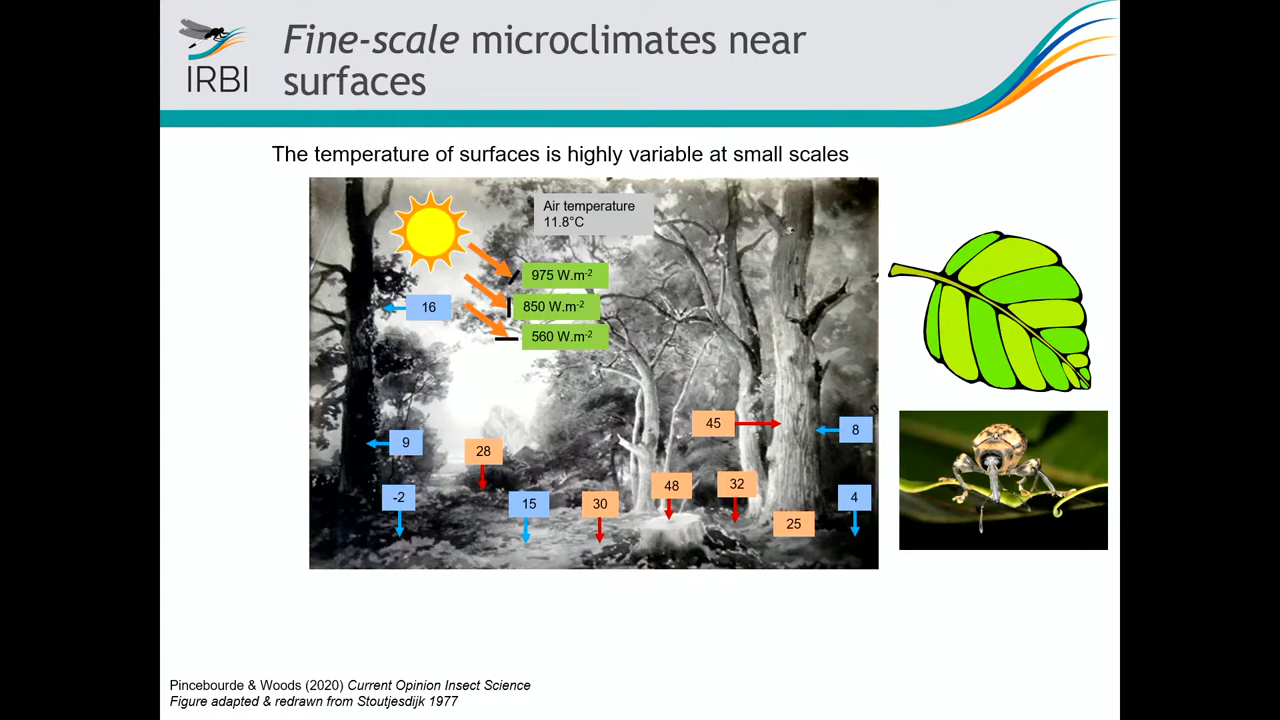 IRBI
Fine-scale microclimates near
surfaces
The temperature of surfaces is highly variable at small scales
Air temperature
11.8°C
975 W.m-2
16
850 W.m-2
560 W.m-2
45
8
9
28
48
32
-2
15
30
4
25
Pincebourde & Woods (2020) Current Opinion Insect Science
Figure adapted & redrawn from Stoutjesdijk 1977